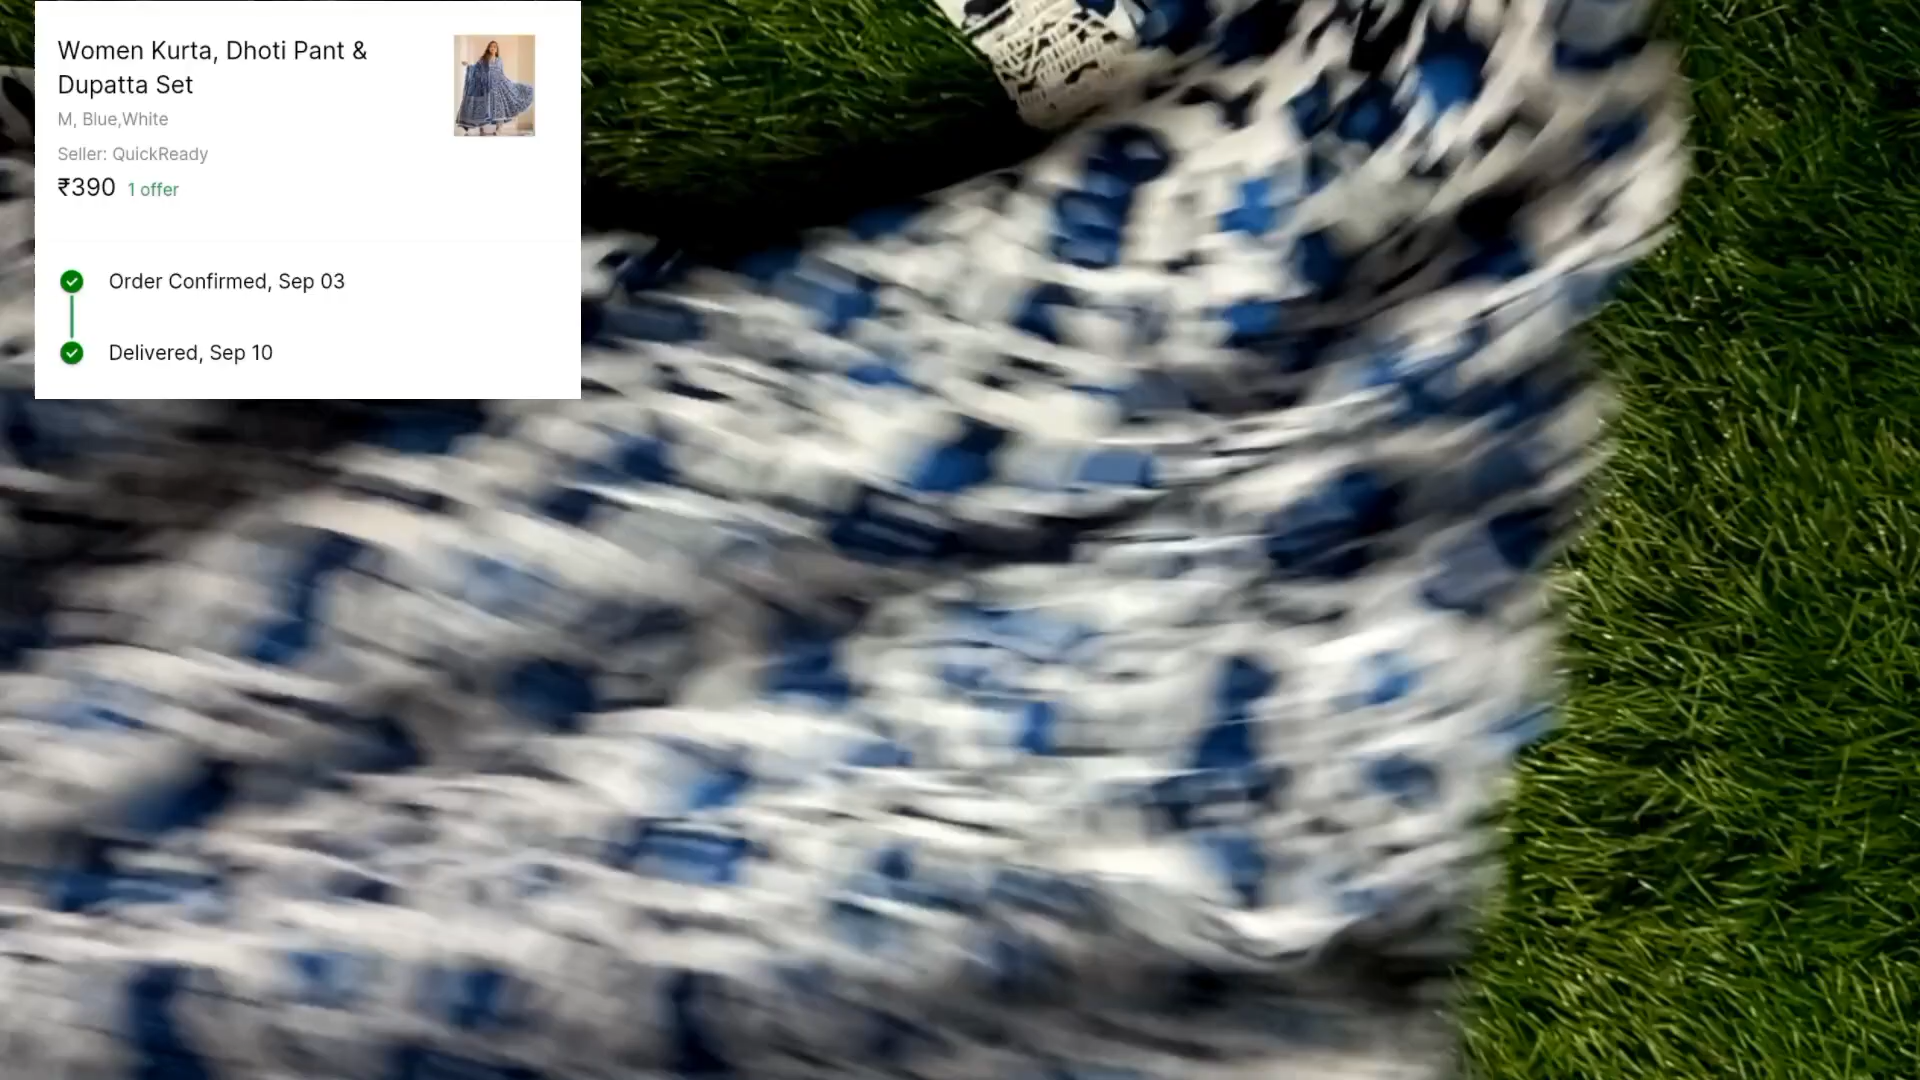 Women Kurta, Dhoti Pant &
Dupatta Set
M, Blue,White
Seller: QuickReady
₹390 1 offer
Order Confirmed, Sep 03
Delivered, Sep 10